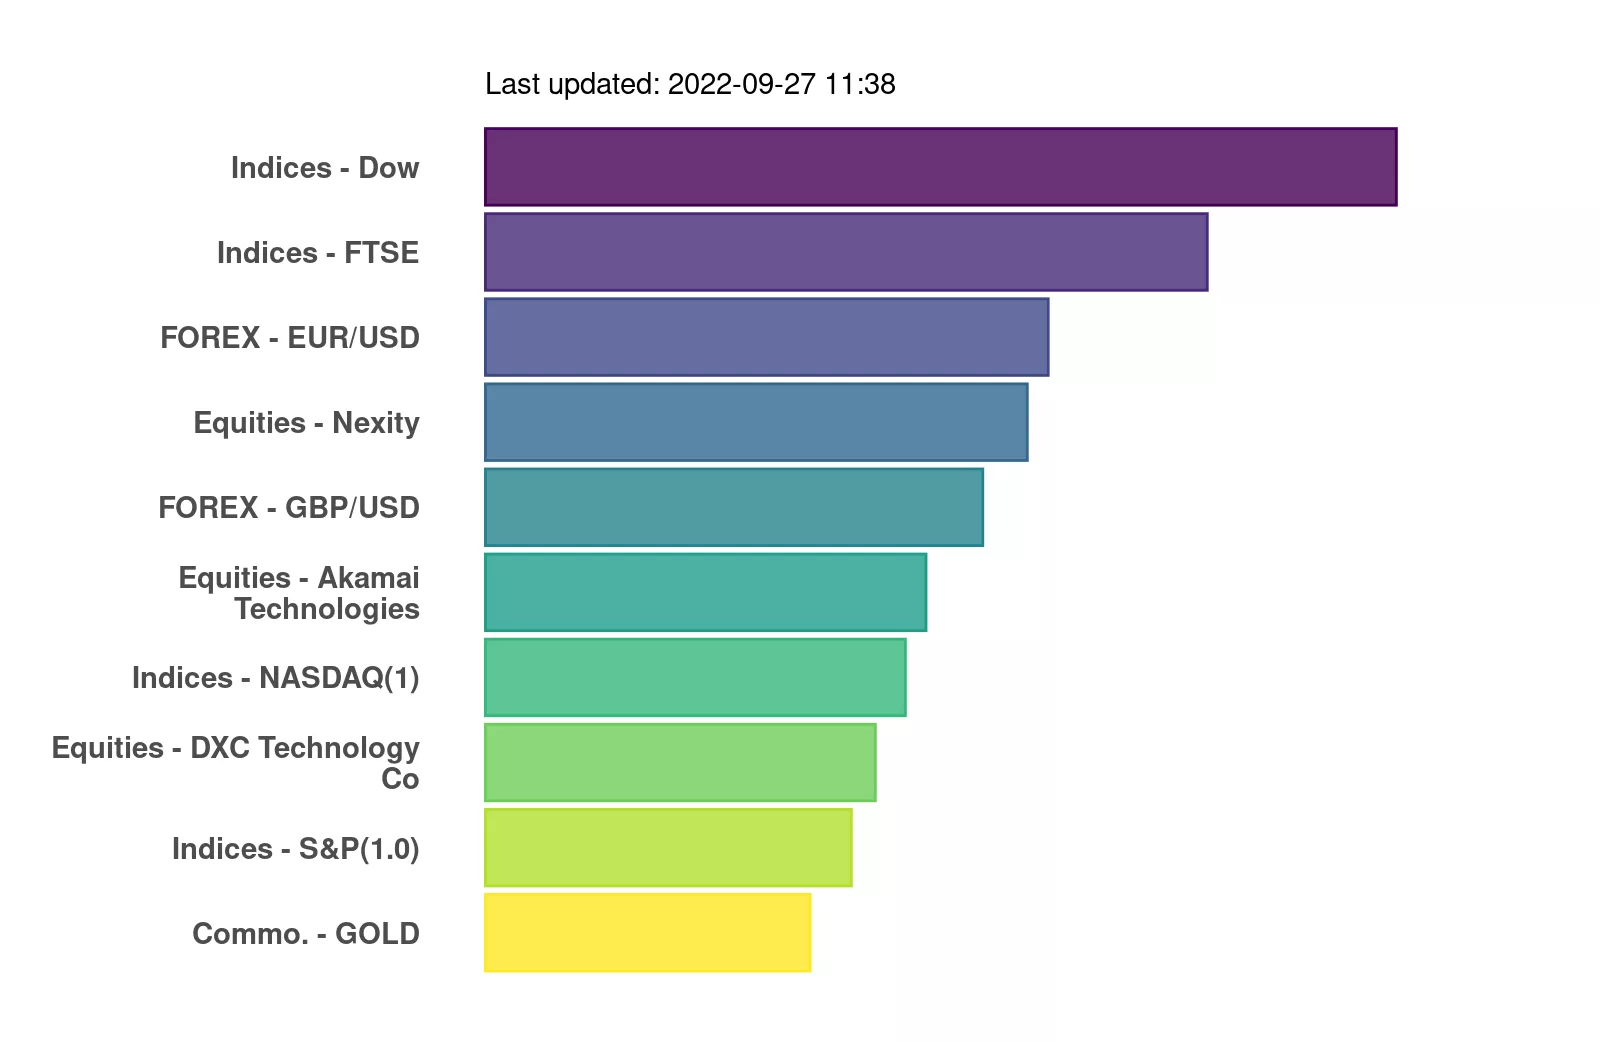 Last updated: 2022-09-27 11:38
Indices - Dow
Indices - FTSE
FOREX - EUR/USD
Equities - Nexity
FOREX - GBP/USD
Equities - Akamai
Technologies
Indices - NASDAQ(1)
Equities - DXC Technology
Co
Indices - S&P(1.0)
Commo. - GOLD